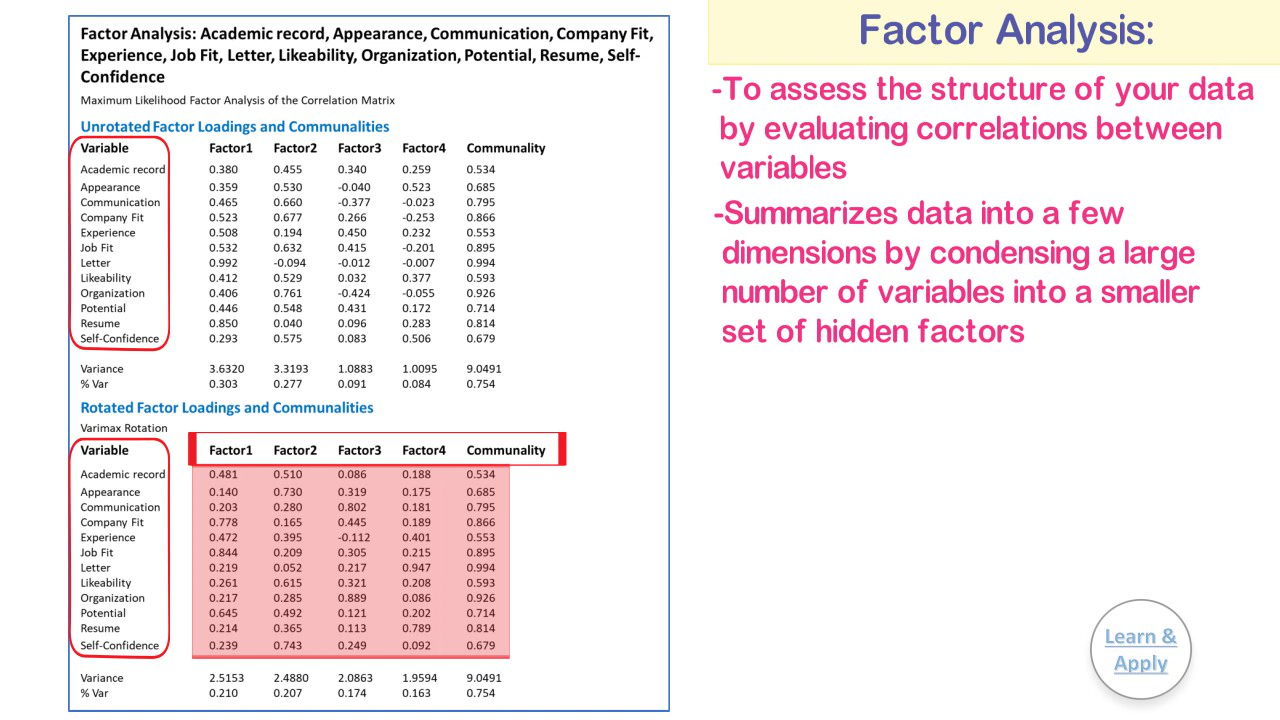 Factor Analysis: Academic record, Appearance, Communication, Company Fit,
Experience, Job Fit, Letter, Likeability, Organization, Potential, Resume, Self-
Confidence
Maximum Likelihood Factor Analysis of the Correlation Matrix
Unrotated Factor Loadings and Communalities
Variable Factor1 Factor2 Factor3 Factor4 Communality
Academic record 0.380 0.455 0.340 0.259 0.534
Appearance 0.359 0.530 -0.040 0.523 0.685
Communication 0.465 0.660 -0.377 -0.023 0.795
Company Fit 0.523 0.677 0.266 -0.253 0.866
Experience 0.508 0.194 0.450 0.232 0.553
Job Fit 0.532 0.632 0.415 -0.201 0.895
Letter 0.992 -0.094 -0.012 -0.007 0.994
Likeability 0.412 0.529 0.032 0.377 0.593
Organization 0.406 0.761 -0.424 -0.055 0.926
Potential 0.446 0.548 0.431 0.172 0.714
Resume 0.850 0.040 0.096 0.283 0.814
Self-Confidence 0.293 0.575 0.083 0.506 0.679
Variance 3.6320 3.3193 1.0883 1.0095 9.0491
% Var 0.303 0.277 0.091 0.084 0.754
Rotated Factor Loadings and Communalities
Varimax Rotation
Variable Factor1 Factor2 Factor3 Factor4 Communality
Academic record 0.481 0.510 0.086 0.188 0.534
Appearance 0.140 0.730 0.319 0.175 0.685
Communication 0.203 0.280 0.802 0.181 0.795
Company Fit 0.778 0.165 0.445 0.189 0.866
Experience 0.472 0.395 -0.112 0.401 0.553
Job Fit 0.844 0.209 0.305 0.215 0.895
Letter 0.219 0.052 0.217 0.947 0.994
Likeability 0.261 0.615 0.321 0.208 0.593
Organization 0.217 0.285 0.889 0.086 0.926
Potential 0.645 0.492 0.121 0.202 0.714
Resume 0.214 0.365 0.113 0.789 0.814
Self-Confidence 0.239 0.743 0.249 0.092 0.679
Variance 2.5153 2.4880 2.0863 1.9594 9.0491
% Var 0.210 0.207 0.174 0.163 0.754
Factor Analysis:
-To assess the structure of your data
by evaluating correlations between
variables
-Summarizes data into a few
dimensions by condensing a large
number of variables into a smaller
set of hidden factors
Learn &
Apply